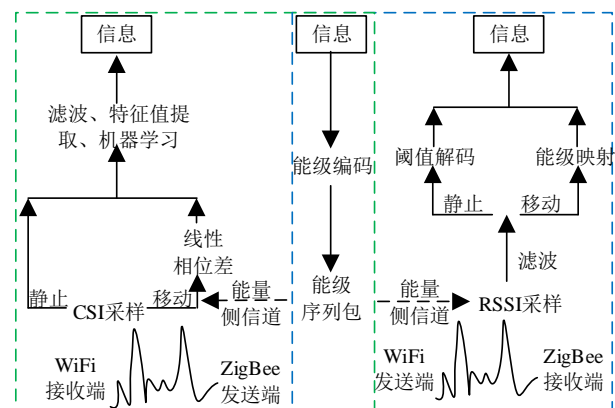 信息
信息
信息
滤波、特征值提
取、机器学习
能级编码
阈值解码
能级映射
静止
移动
线性
相位差
滤波
静止
CSI采样
移动
能量
侧信道
能级
序列包
能量
侧信道
RSSI采样
WiFi
接收端
ZigBee
发送端
WiFi
发送端
ZigBee
接收端